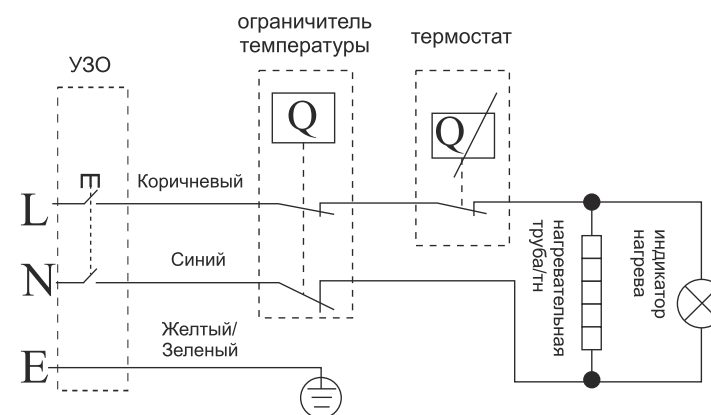 ограничитель
температуры
термостат
УЗО
Q
Q
Коричневый
L
Синий
N
Желтый/
Зеленый
E
нагревательная
труба/тн
индикатор
нагрева